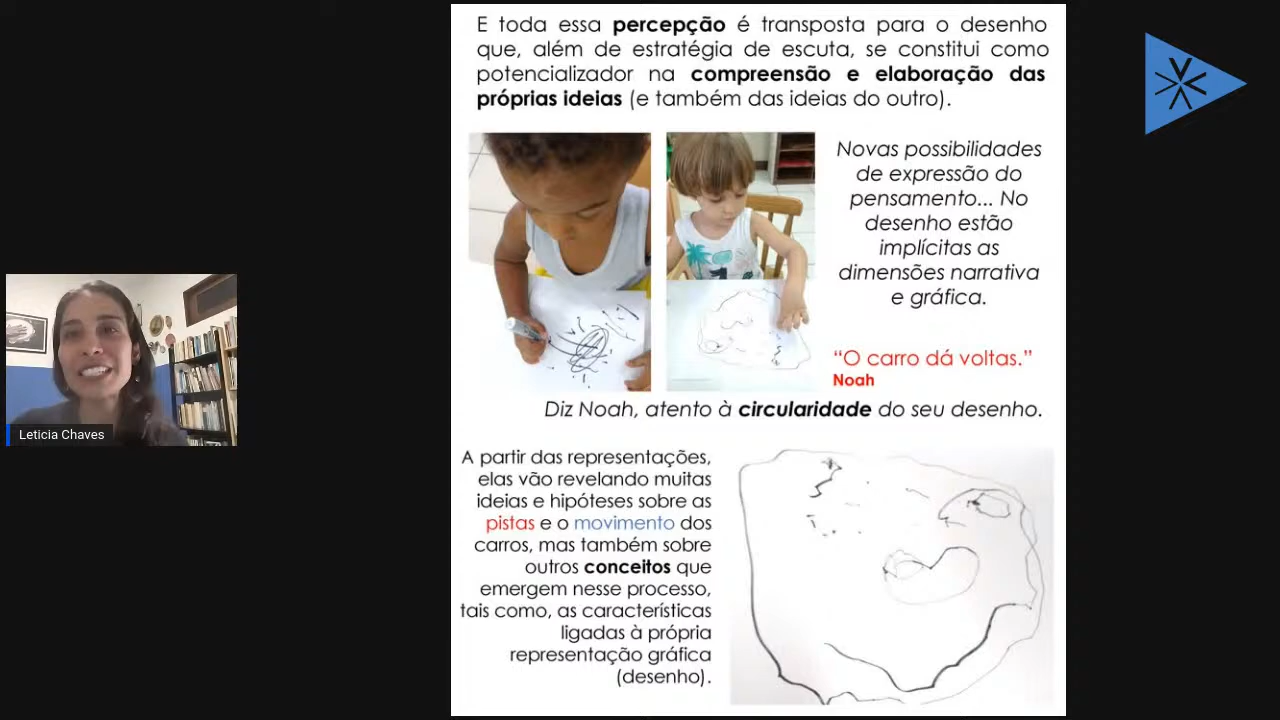 E toda essa percepção é transposta para o desenho
que, além de estratégia de escuta, se constitui como
potencializador na compreensão e elaboração das
próprias ideias (e também das ideias do outro).
Novas possibilidades
de expressão do
pensamento... No
desenho estão
implícitas as
dimensões narrativa
e gráfica.
“O carro dá voltas.”
Noah
Diz Noah, atento à circularidade do seu desenho.
A partir das representações,
elas vão revelando muitas
ideias e hipóteses sobre as
pistas e o movimento dos
carros, mas também sobre
outros conceitos que
emergem nesse processo,
tais como, as características
ligadas à própria
representação gráfica
(desenho).
Leticia Chaves